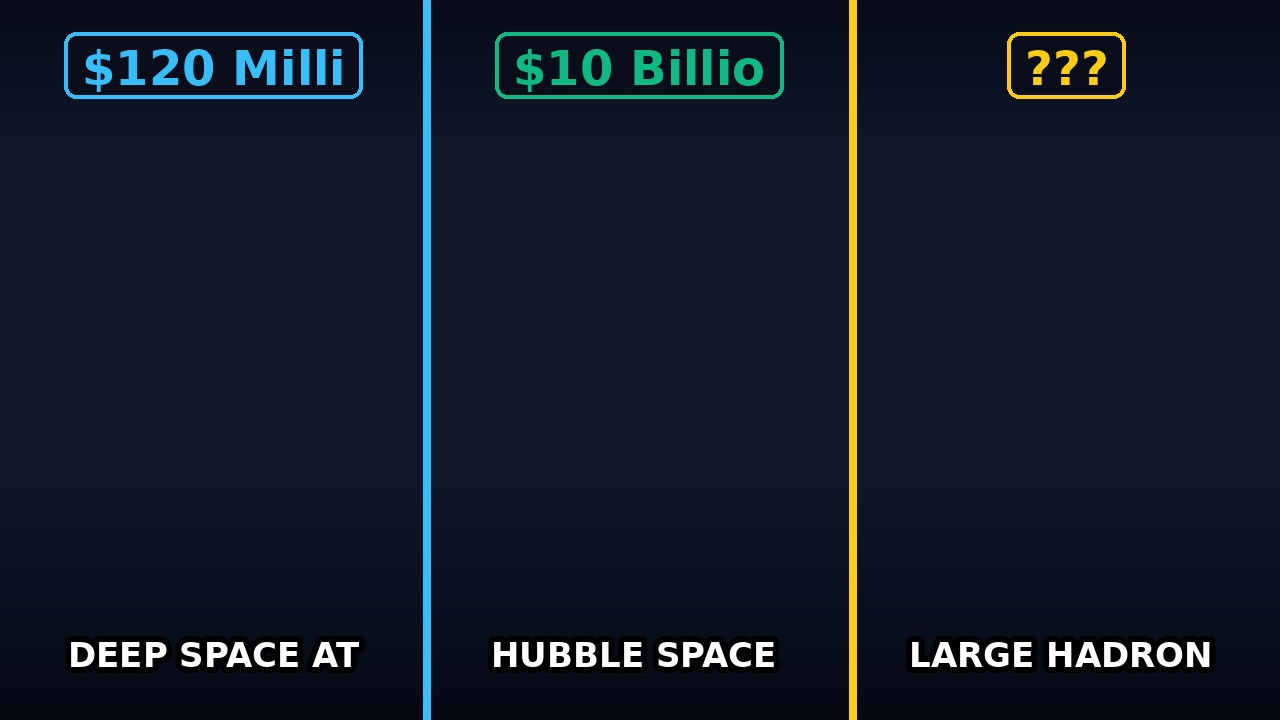 $120 Milli
$10 Billio
???
DEEP SPACE AT
HUBBLE SPACE
LARGE HADRON